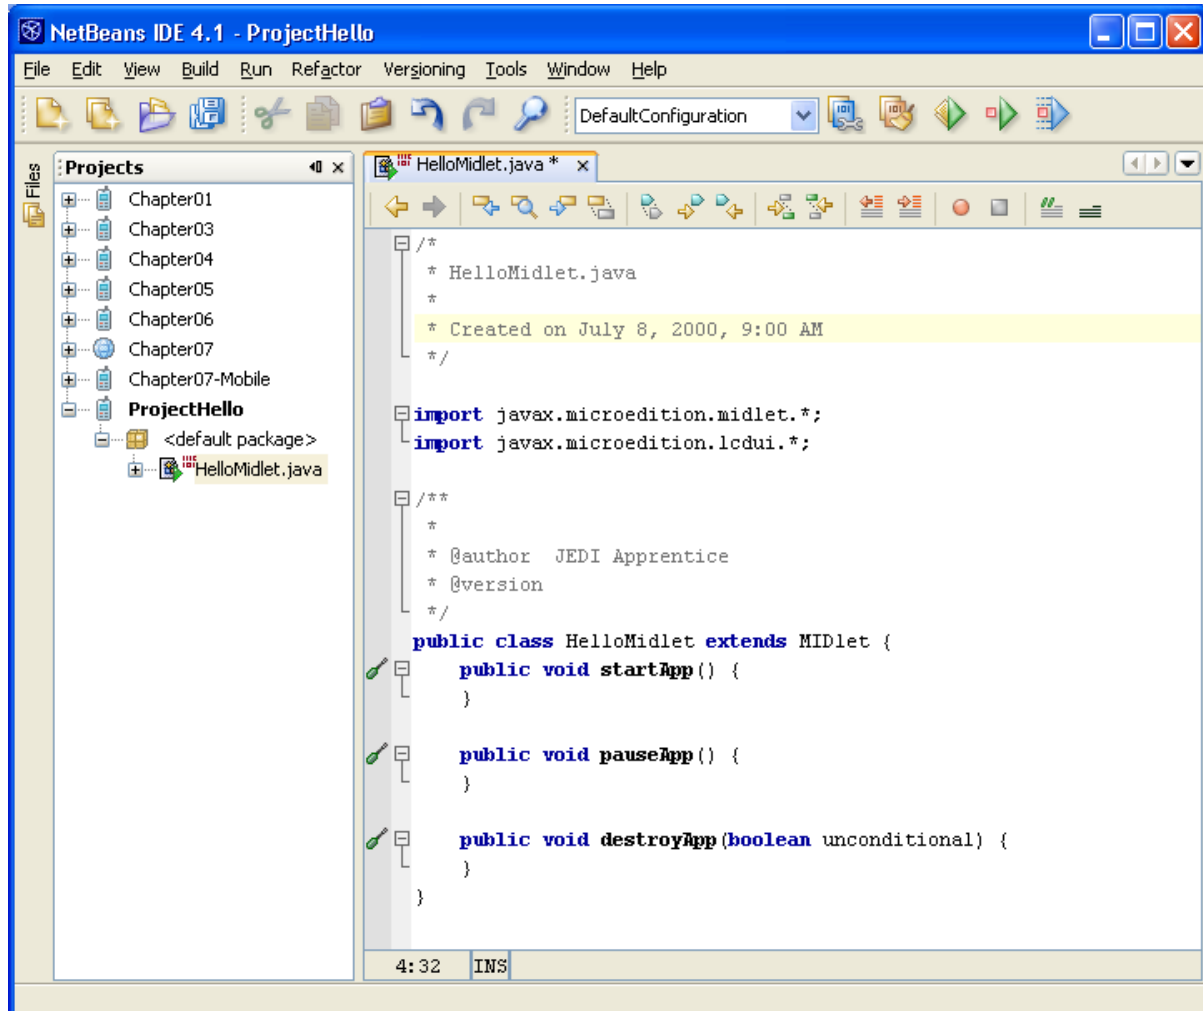 NetBeans IDE 4.1 - ProjectHello
File Edit View Build Run Refactor Versioning Tools Window Help
DefaultConfiguration
Files
Projects
Chapter01
Chapter03
Chapter04
Chapter05
Chapter06
Chapter07
Chapter07-Mobile
ProjectHello
<default package>
HelloMidlet.java
HelloMidlet.java *
/*
* HelloMidlet.java
*
* Created on July 8, 2000, 9:00 AM
*/
import javax.microedition.midlet.*;
import javax.microedition.lcdui.*;
/**
*
* @author  JEDI Apprentice
* @version
*/
public class HelloMidlet extends MIDlet {
public void startApp() {
}
public void pauseApp() {
}
public void destroyApp(boolean unconditional) {
}
}
4:32 INS